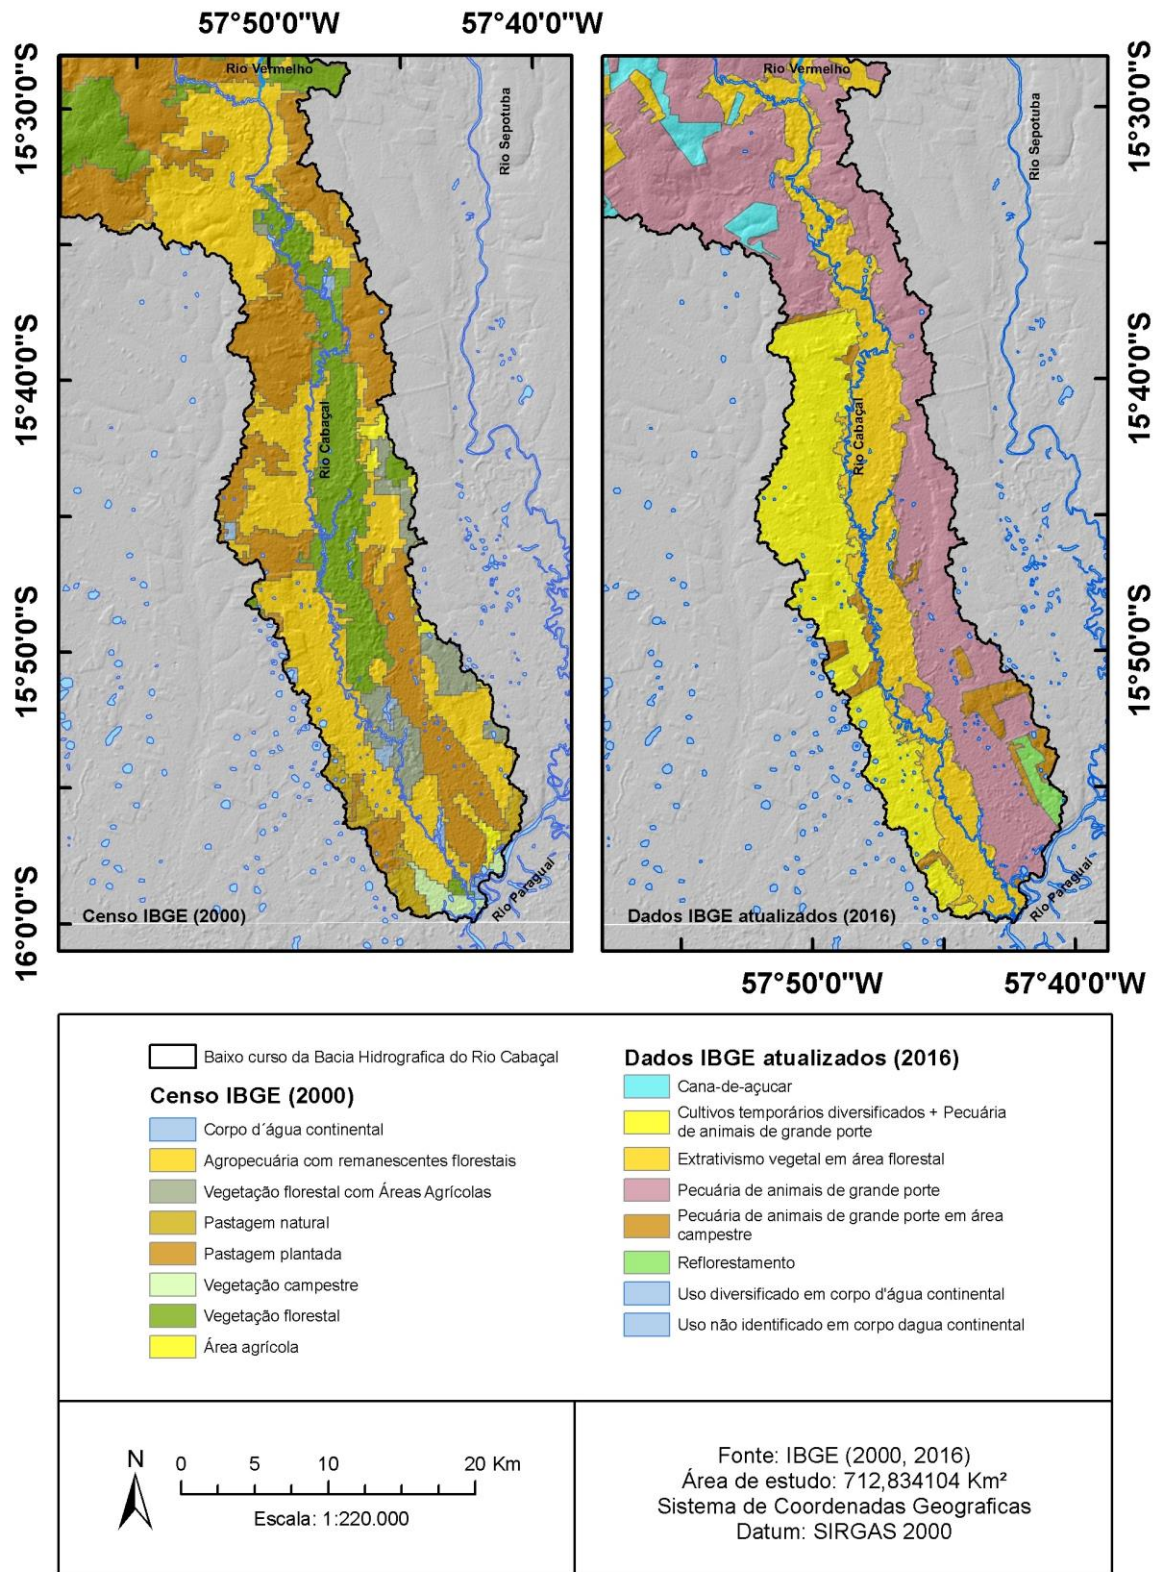 57°50'0"W
57°40'0"W
15°30'0"S
15°40'0"S
15°50'0"S
16°0'0"S
Rio Vermelho
Rio Sepotuba
Rio Cabaçal
Rio Paraguai
Censo IBGE (2000)
Rio Vermelho
Rio Sepotuba
Rio Cabaçal
Rio Paraguai
Dados IBGE atualizados (2016)
15°30'0"S
15°40'0"S
15°50'0"S
57°50'0"W
57°40'0"W
Baixo curso da Bacia Hidrografica do Rio Cabaçal
Censo IBGE (2000)
Corpo d´água continental
Agropecuária com remanescentes florestais
Vegetação florestal com Áreas Agrícolas
Pastagem natural
Pastagem plantada
Vegetação campestre
Vegetação florestal
Área agrícola
Dados IBGE atualizados (2016)
Cana-de-açucar
Cultivos temporários diversificados + Pecuária
de animais de grande porte
Extrativismo vegetal em área florestal
Pecuária de animais de grande porte
Pecuária de animais de grande porte em área
campestre
Reflorestamento
Uso diversificado em corpo d'água continental
Uso não identificado em corpo dagua continental
N
0 5 10 20 Km
Escala: 1:220.000
Fonte: IBGE (2000, 2016)
Área de estudo: 712,834104 Km²
Sistema de Coordenadas Geograficas
Datum: SIRGAS 2000